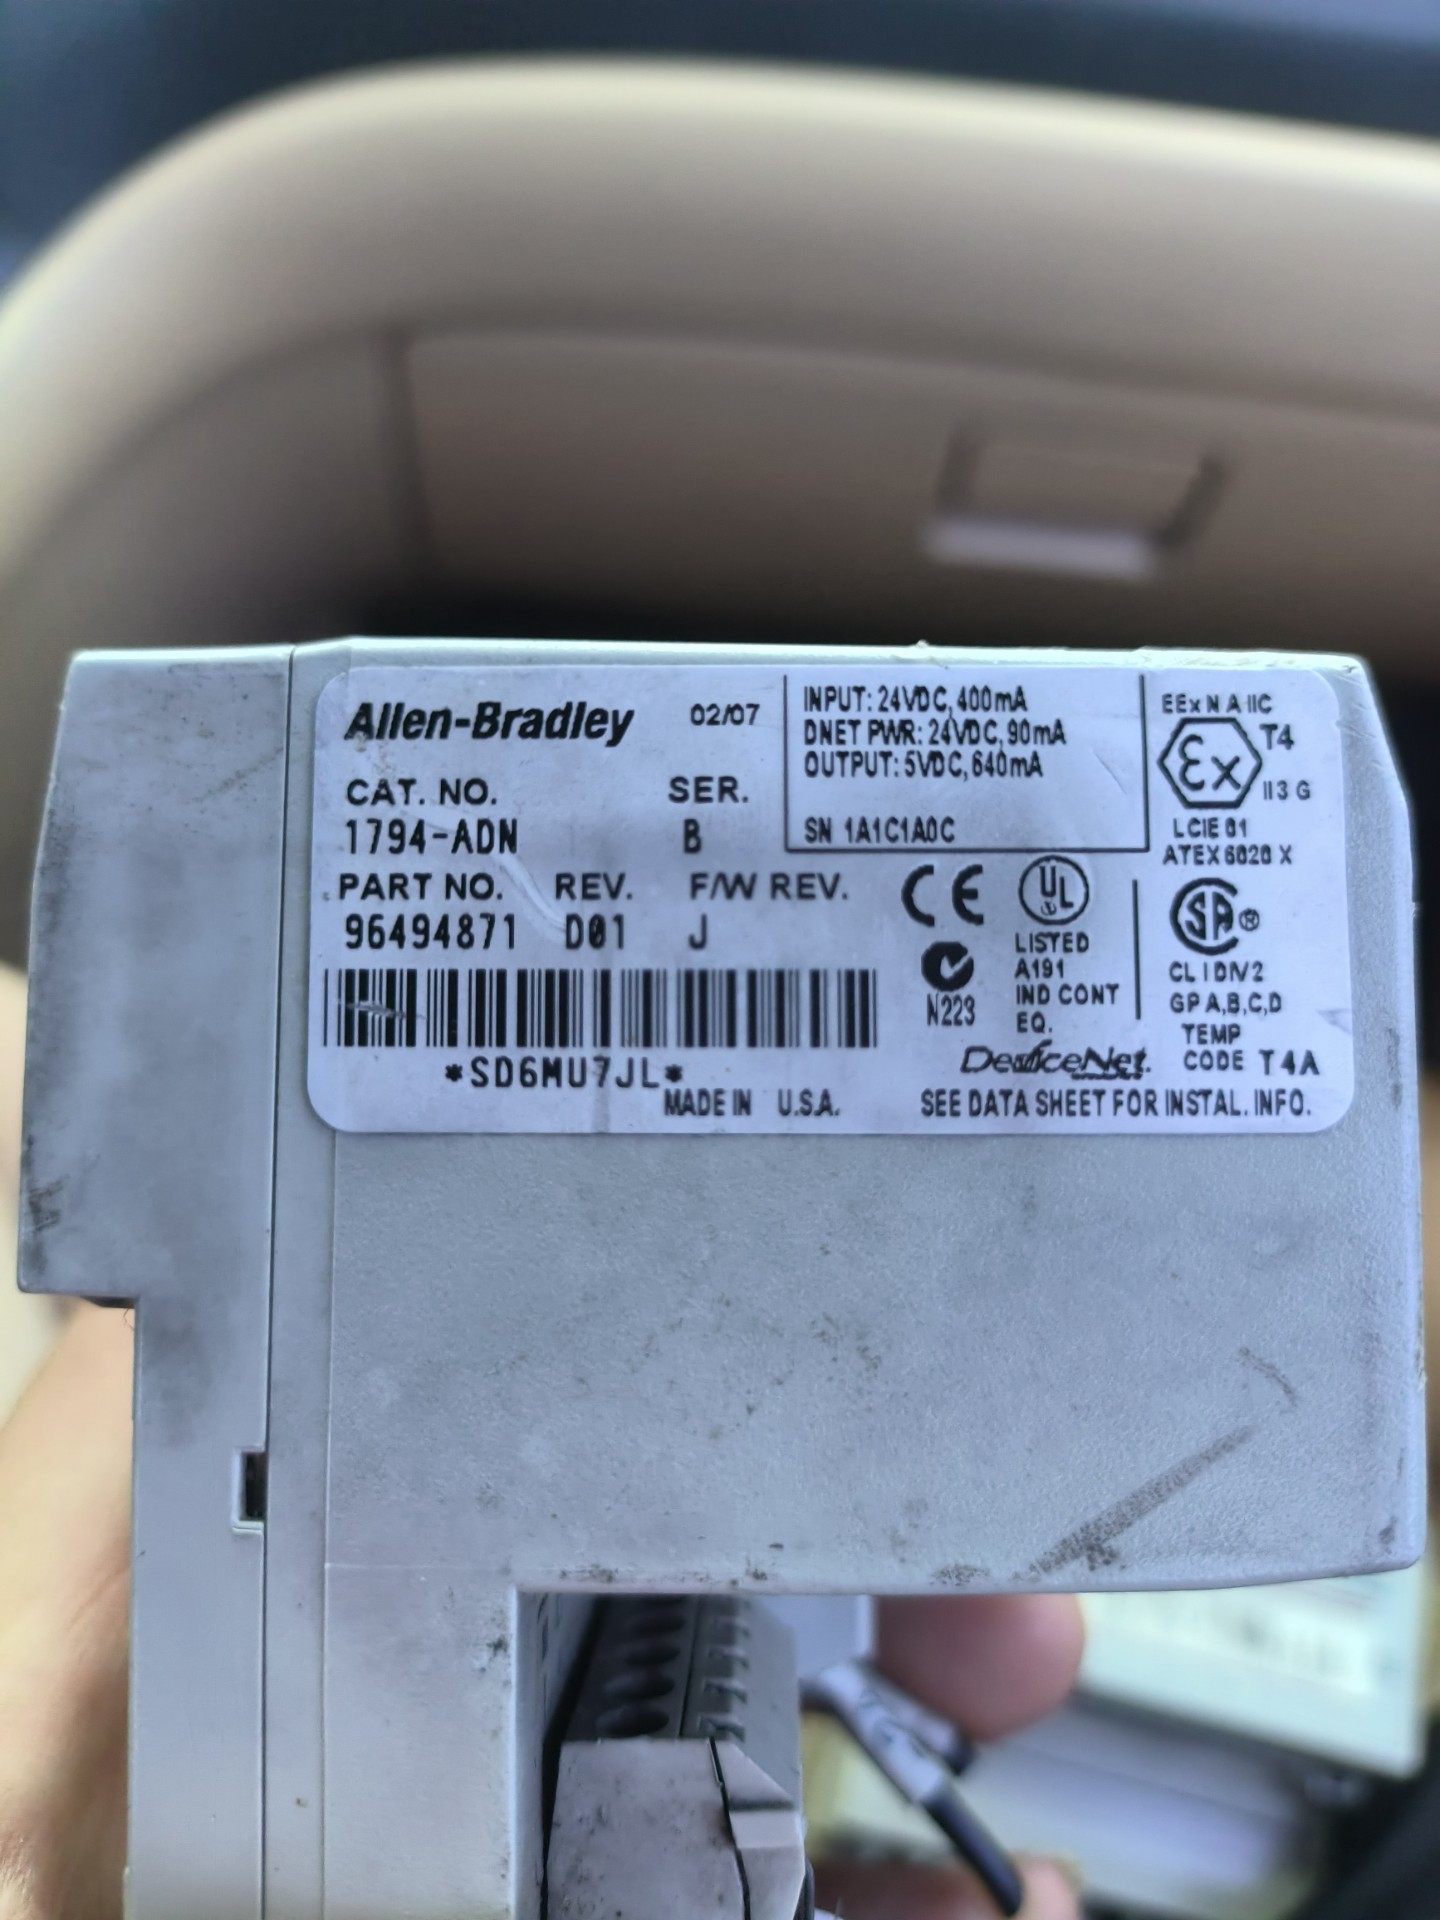 Allen-Bradley 02/07
CAT. NO. SER.
1794-ADN B
PART NO. REV. F/W REV.
96494871 D01 J
*SD6MU7JL*
MADE IN U.S.A.
INPUT: 24VDC, 400mA
DNET PWR: 24VDC, 90mA
OUTPUT: 5VDC, 640mA
SN 1A1C1A0C
EEx N A IIC
Ex T4
II 3 G
LCIE 01
ATEX 6020 X
CE
UL
LISTED
A191
IND CONT
EQ.
N223
SA®
CL I DIV 2
GP A,B,C,D
TEMP
CODE T4A
DeviceNet.
SEE DATA SHEET FOR INSTAL. INFO.